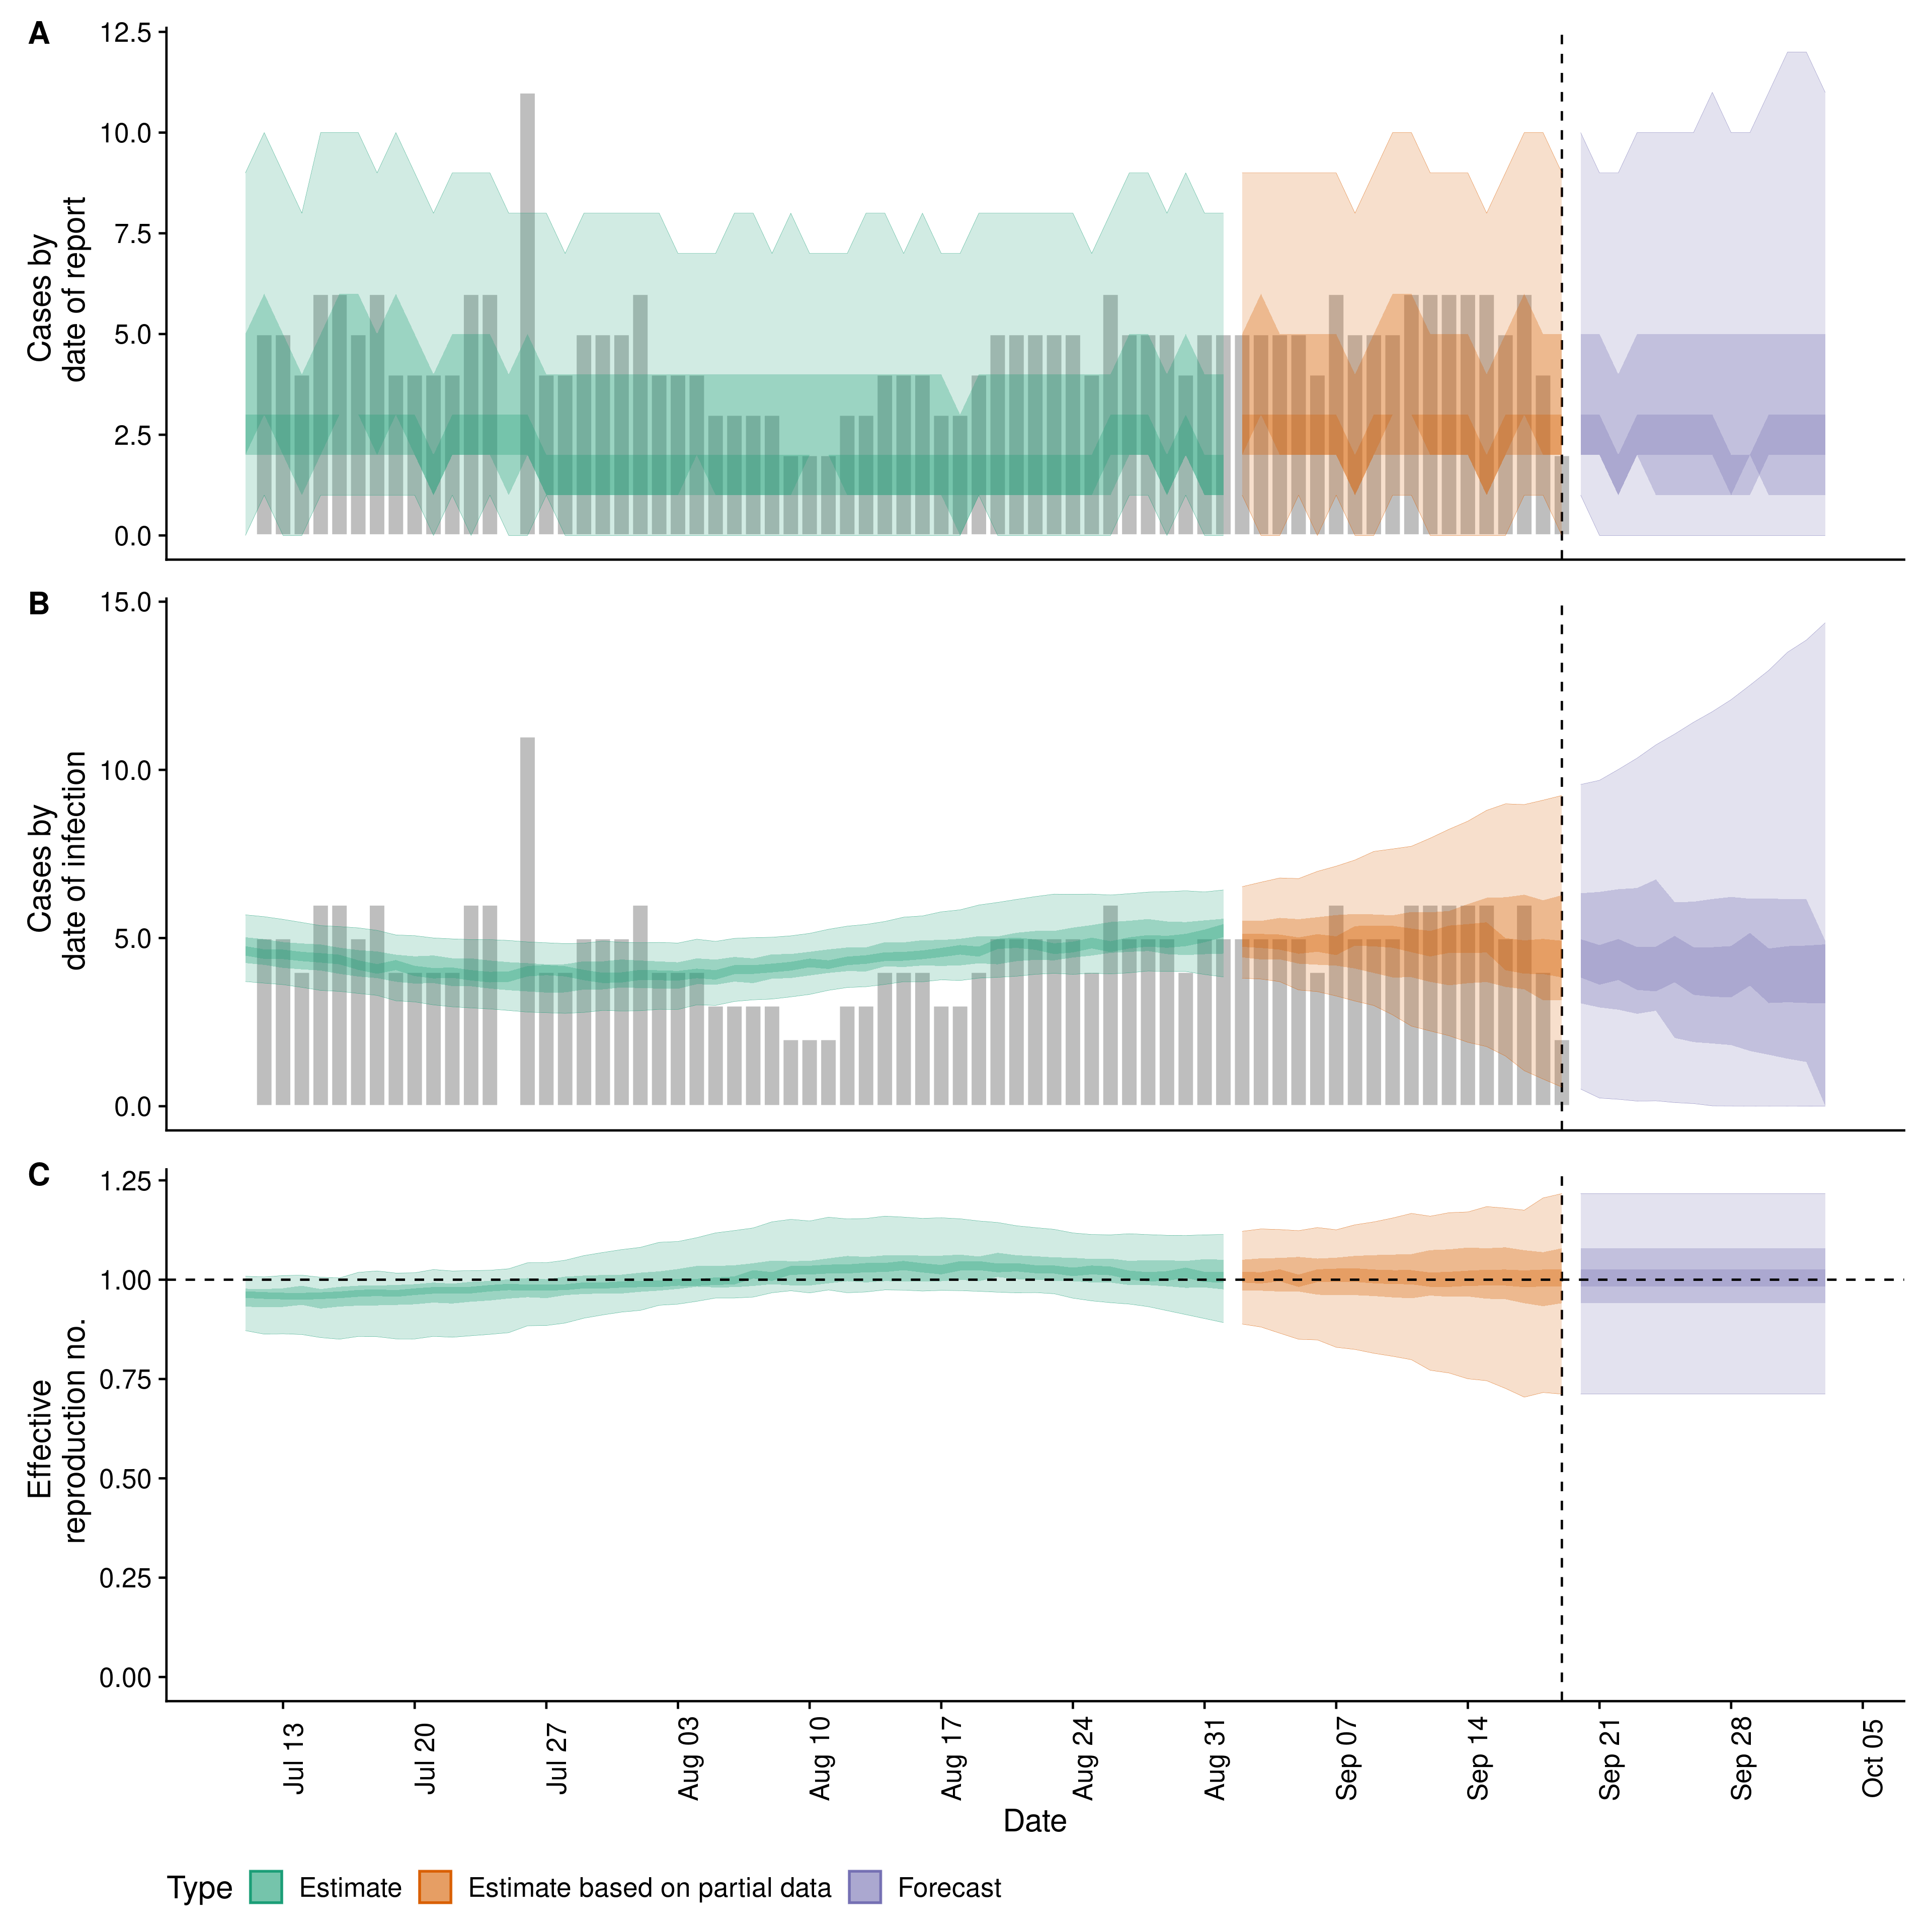 A
Cases by
date of report
12.5
10.0
7.5
5.0
2.5
0.0
B
Cases by
date of infection
15.0
10.0
5.0
0.0
C
Effective
reproduction no.
1.25
1.00
0.75
0.50
0.25
0.00
Jul 13
Jul 20
Jul 27
Aug 03
Aug 10
Aug 17
Aug 24
Aug 31
Sep 07
Sep 14
Sep 21
Sep 28
Oct 05
Date
Type Estimate Estimate based on partial data Forecast